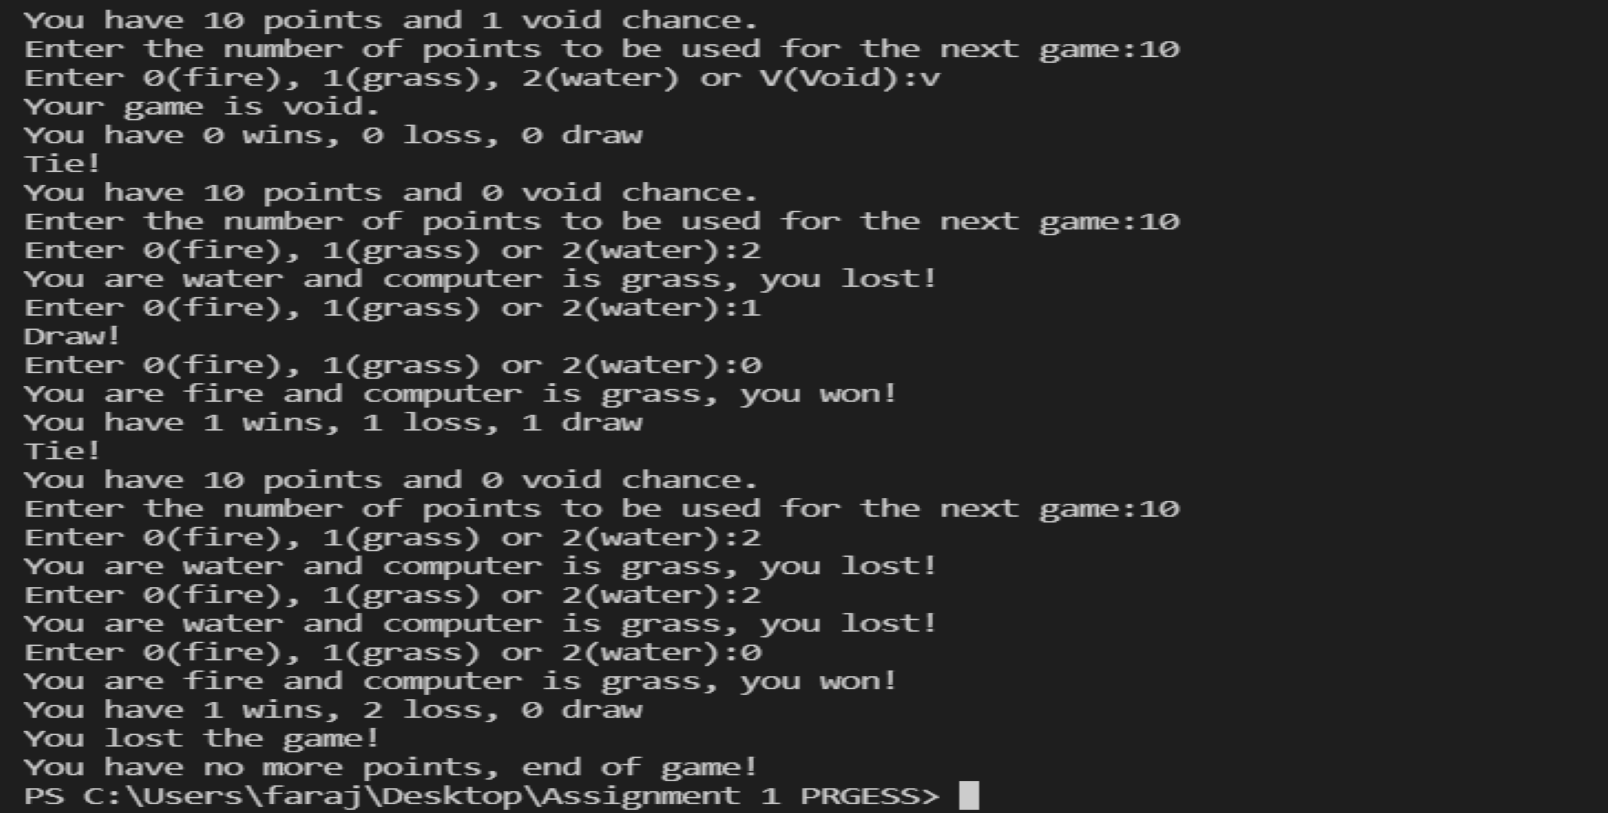 You have 10 points and 1 void chance.
Enter the number of points to be used for the next game:10
Enter 0(fire), 1(grass), 2(water) or V(Void):v
Your game is void.
You have 0 wins, 0 loss, 0 draw
Tie!
You have 10 points and 0 void chance.
Enter the number of points to be used for the next game:10
Enter 0(fire), 1(grass) or 2(water):2
You are water and computer is grass, you lost!
Enter 0(fire), 1(grass) or 2(water):1
Draw!
Enter 0(fire), 1(grass) or 2(water):0
You are fire and computer is grass, you won!
You have 1 wins, 1 loss, 1 draw
Tie!
You have 10 points and 0 void chance.
Enter the number of points to be used for the next game:10
Enter 0(fire), 1(grass) or 2(water):2
You are water and computer is grass, you lost!
Enter 0(fire), 1(grass) or 2(water):2
You are water and computer is grass, you lost!
Enter 0(fire), 1(grass) or 2(water):0
You are fire and computer is grass, you won!
You have 1 wins, 2 loss, 0 draw
You lost the game!
You have no more points, end of game!
PS C:\Users\faraj\Desktop\Assignment 1 PRGESS>